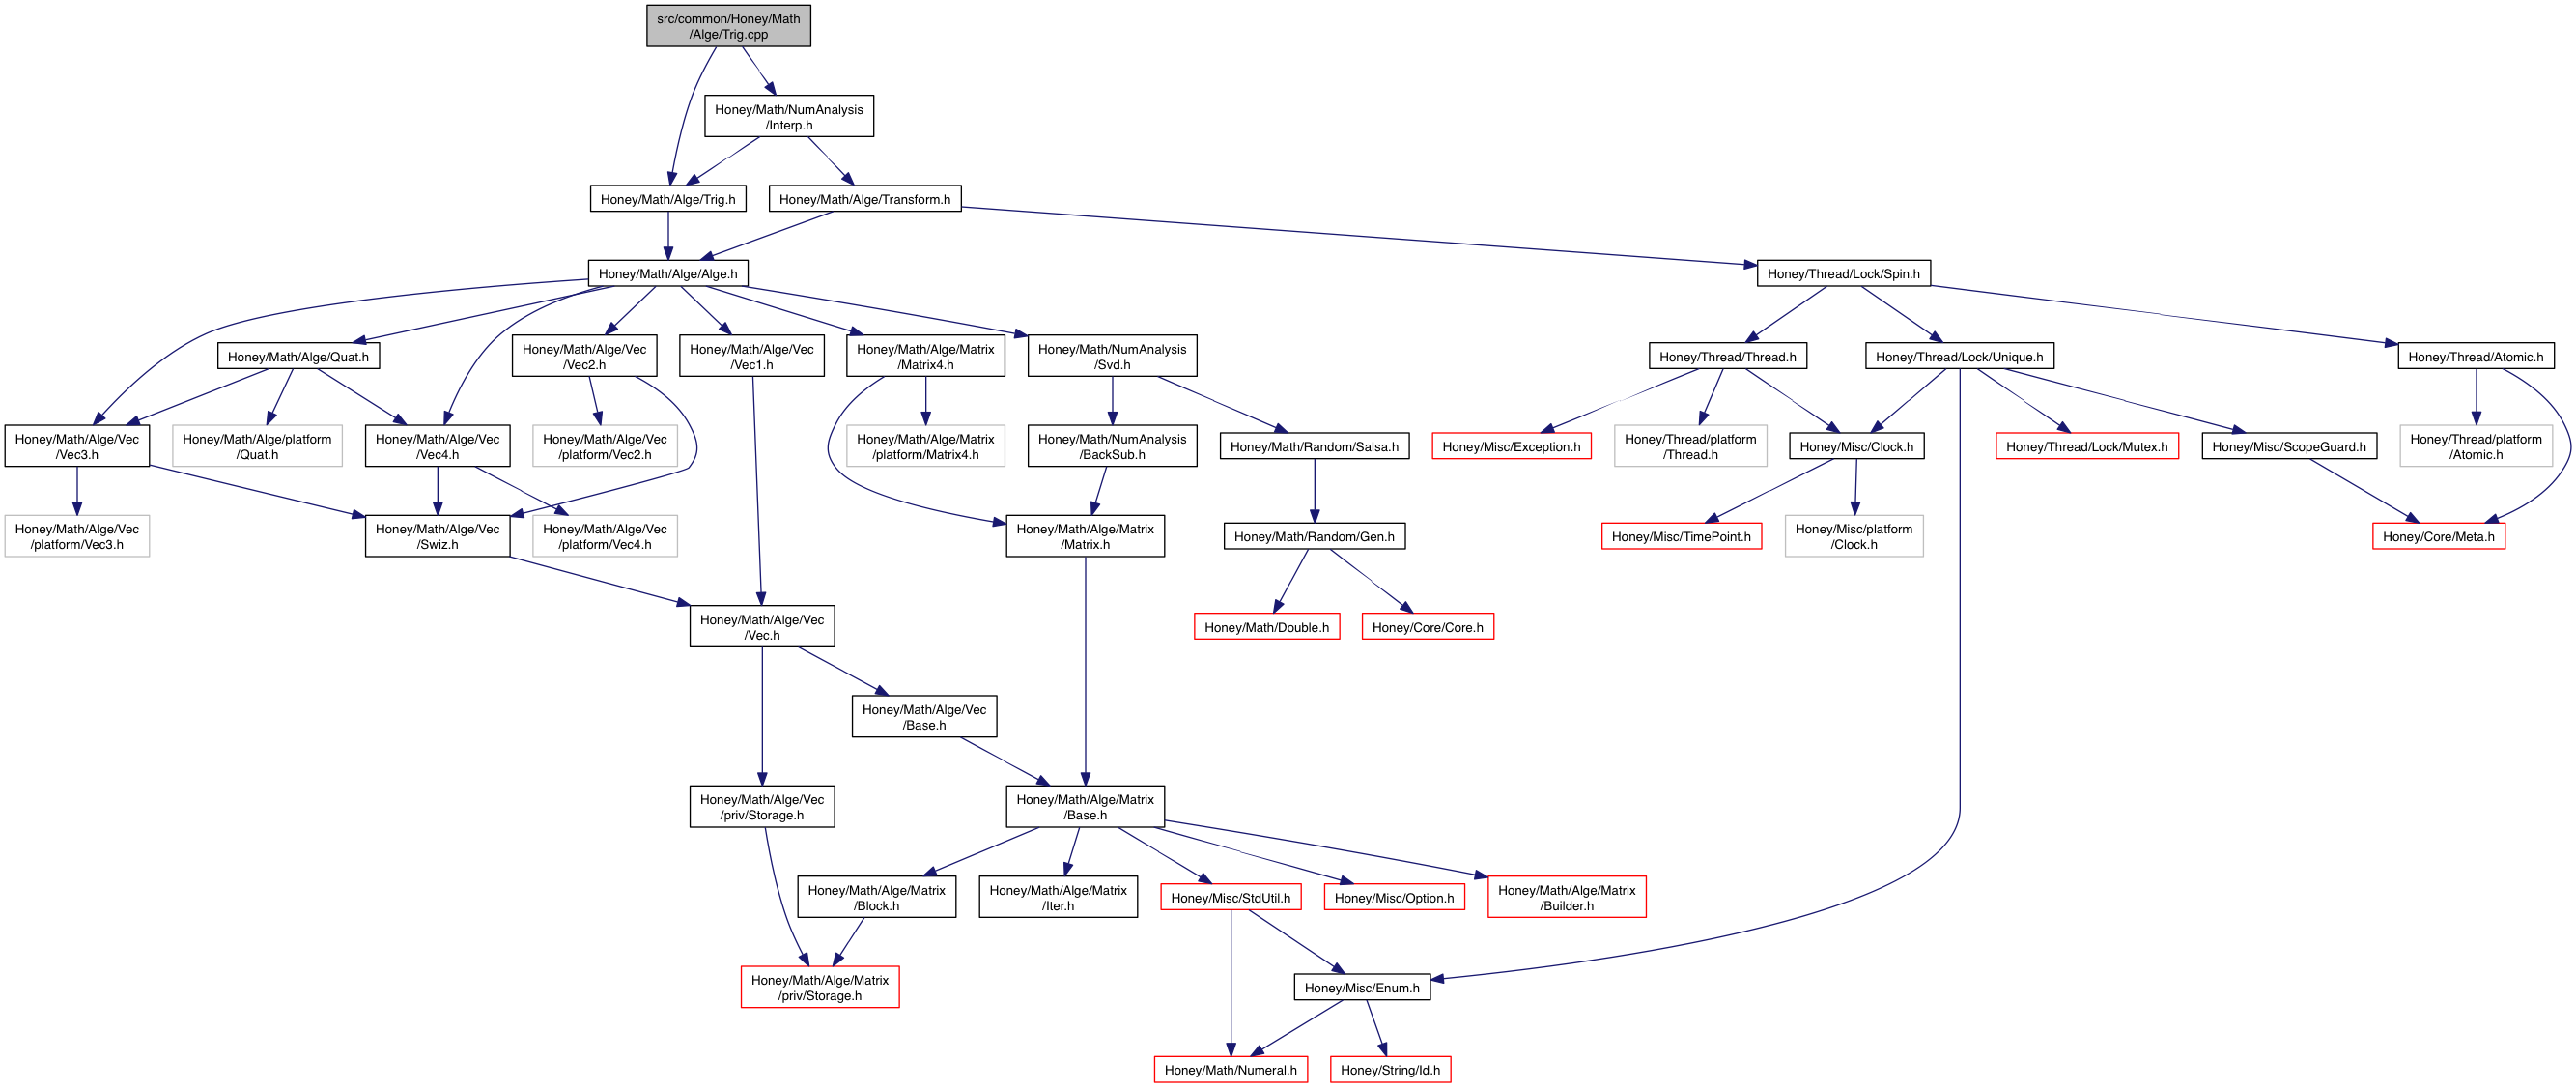 src/common/Honey/Math
/Alge/Trig.cpp
Honey/Math/NumAnalysis
/Interp.h
Honey/Math/Alge/Trig.h
Honey/Math/Alge/Transform.h
Honey/Math/Alge/Alge.h
Honey/Thread/Lock/Spin.h
Honey/Math/Alge/Quat.h
Honey/Math/Alge/Vec
/Vec2.h
Honey/Math/Alge/Vec
/Vec1.h
Honey/Math/Alge/Matrix
/Matrix4.h
Honey/Math/NumAnalysis
/Svd.h
Honey/Thread/Thread.h
Honey/Thread/Lock/Unique.h
Honey/Thread/Atomic.h
Honey/Math/Alge/Vec
/Vec3.h
Honey/Math/Alge/platform
/Quat.h
Honey/Math/Alge/Vec
/Vec4.h
Honey/Math/Alge/Vec
/platform/Vec2.h
Honey/Math/Alge/Matrix
/platform/Matrix4.h
Honey/Math/NumAnalysis
/BackSub.h
Honey/Math/Random/Salsa.h
Honey/Misc/Exception.h
Honey/Thread/platform
/Thread.h
Honey/Misc/Clock.h
Honey/Thread/Lock/Mutex.h
Honey/Misc/ScopeGuard.h
Honey/Thread/platform
/Atomic.h
Honey/Math/Alge/Vec
/platform/Vec3.h
Honey/Math/Alge/Vec
/Swiz.h
Honey/Math/Alge/Vec
/platform/Vec4.h
Honey/Math/Alge/Matrix
/Matrix.h
Honey/Math/Random/Gen.h
Honey/Misc/TimePoint.h
Honey/Misc/platform
/Clock.h
Honey/Core/Meta.h
Honey/Math/Alge/Vec
/Vec.h
Honey/Math/Double.h
Honey/Core/Core.h
Honey/Math/Alge/Vec
/Base.h
Honey/Math/Alge/Vec
/priv/Storage.h
Honey/Math/Alge/Matrix
/Base.h
Honey/Math/Alge/Matrix
/Block.h
Honey/Math/Alge/Matrix
/Iter.h
Honey/Misc/StdUtil.h
Honey/Misc/Option.h
Honey/Math/Alge/Matrix
/Builder.h
Honey/Math/Alge/Matrix
/priv/Storage.h
Honey/Misc/Enum.h
Honey/Math/Numeral.h
Honey/String/Id.h